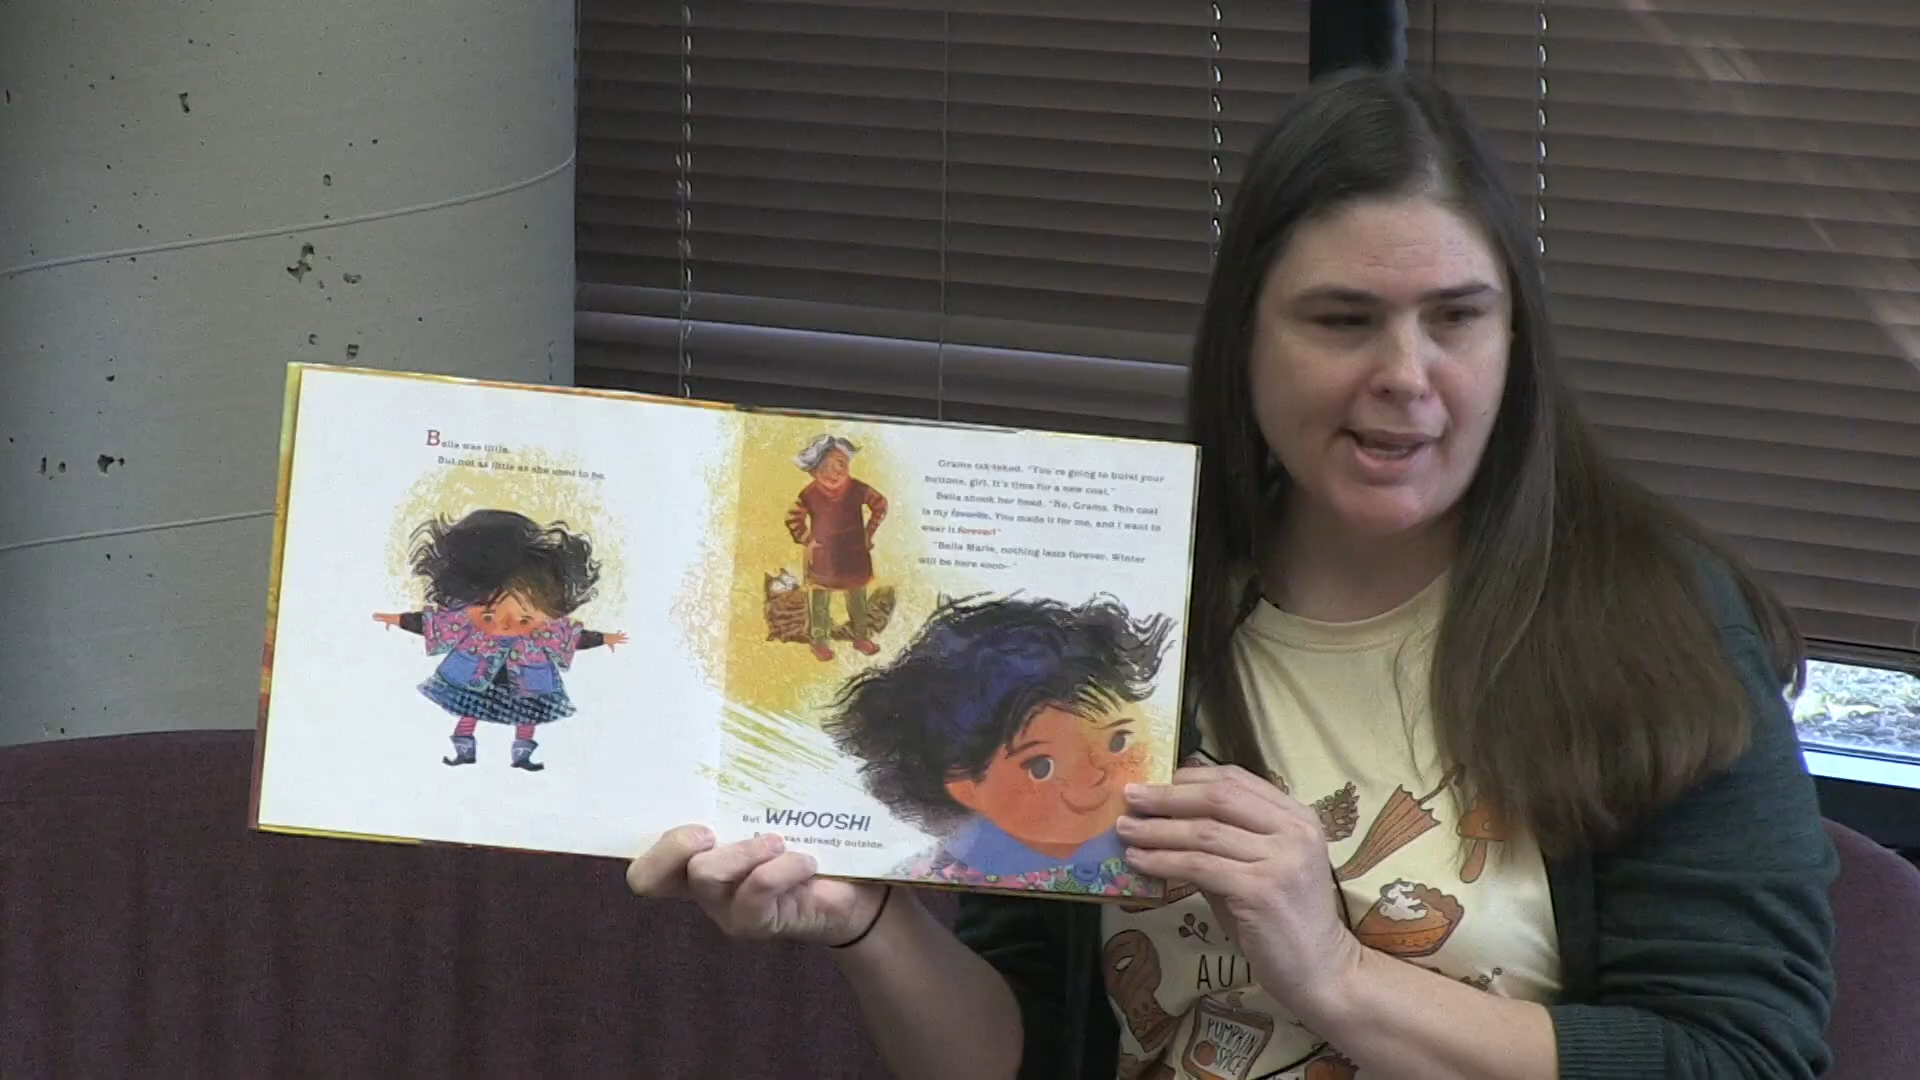 Bella was little.
But not as little as she used to be.
Grams tsk-tsked. "You're going to burst your
buttons, girl. It's time for a new coat."
Bella shook her head. "No, Grams. This coat
is my favorite. You made it for me, and I want to
wear it forever!"
"Bella Marie, nothing lasts forever. Winter
will be here soon—"
But WHOOSH!
was already outside.
AUT
PUMPKIN
SPICE